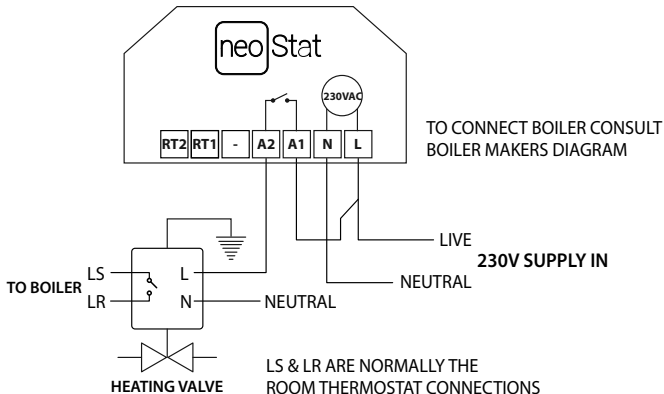 neoStat
230VAC
RT2 RT1 - A2 A1 N L
TO CONNECT BOILER CONSULT
BOILER MAKERS DIAGRAM
LIVE
230V SUPPLY IN
NEUTRAL
TO BOILER
LS
LR
L
N
NEUTRAL
HEATING VALVE
LS & LR ARE NORMALLY THE
ROOM THERMOSTAT CONNECTIONS